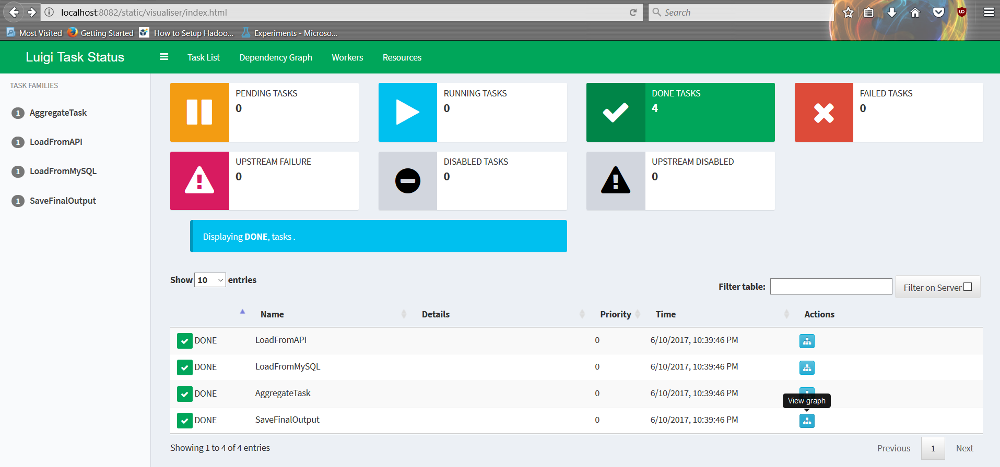 localhost:8082/static/visualiser/index.html
Search
Most Visited Getting Started How to Setup Hadoo... Experiments - Microso...
Luigi Task Status
Task List Dependency Graph Workers Resources
TASK FAMILIES
1 AggregateTask
1 LoadFromAPI
1 LoadFromMySQL
1 SaveFinalOutput
PENDING TASKS
0
RUNNING TASKS
0
DONE TASKS
4
FAILED TASKS
0
UPSTREAM FAILURE
0
DISABLED TASKS
0
UPSTREAM DISABLED
0
Displaying DONE, tasks .
Show 10 entries
Filter table: Filter on Server
Name Details Priority Time Actions
DONE LoadFromAPI 0 6/10/2017, 10:39:46 PM
DONE LoadFromMySQL 0 6/10/2017, 10:39:46 PM
DONE AggregateTask 0 6/10/2017, 10:39:46 PM
View graph
DONE SaveFinalOutput 0 6/10/2017, 10:39:46 PM
Showing 1 to 4 of 4 entries
Previous 1 Next